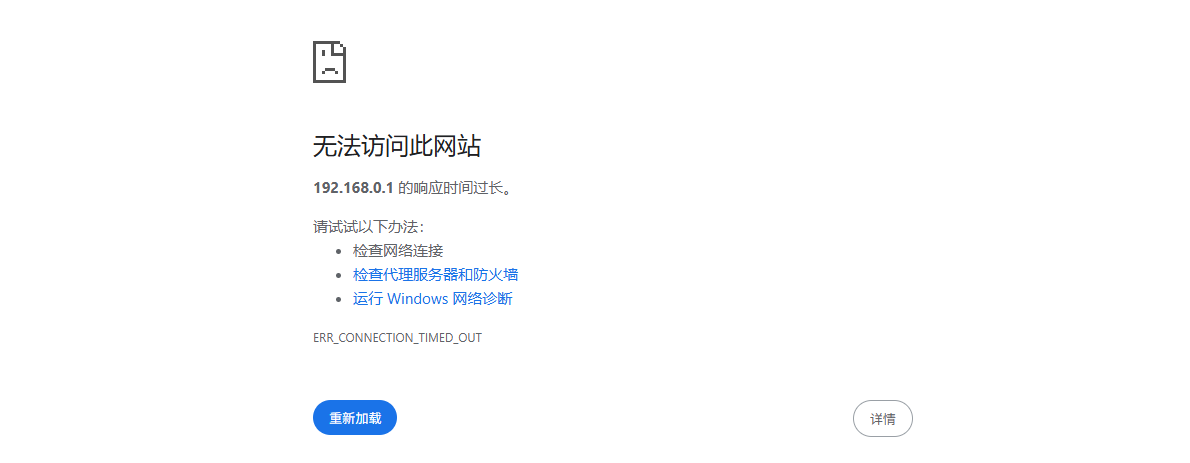 无法访问此网站
192.168.0.1 的响应时间过长。
请试试以下办法：
检查网络连接
检查代理服务器和防火墙
运行 Windows 网络诊断
ERR_CONNECTION_TIMED_OUT
重新加载
详情